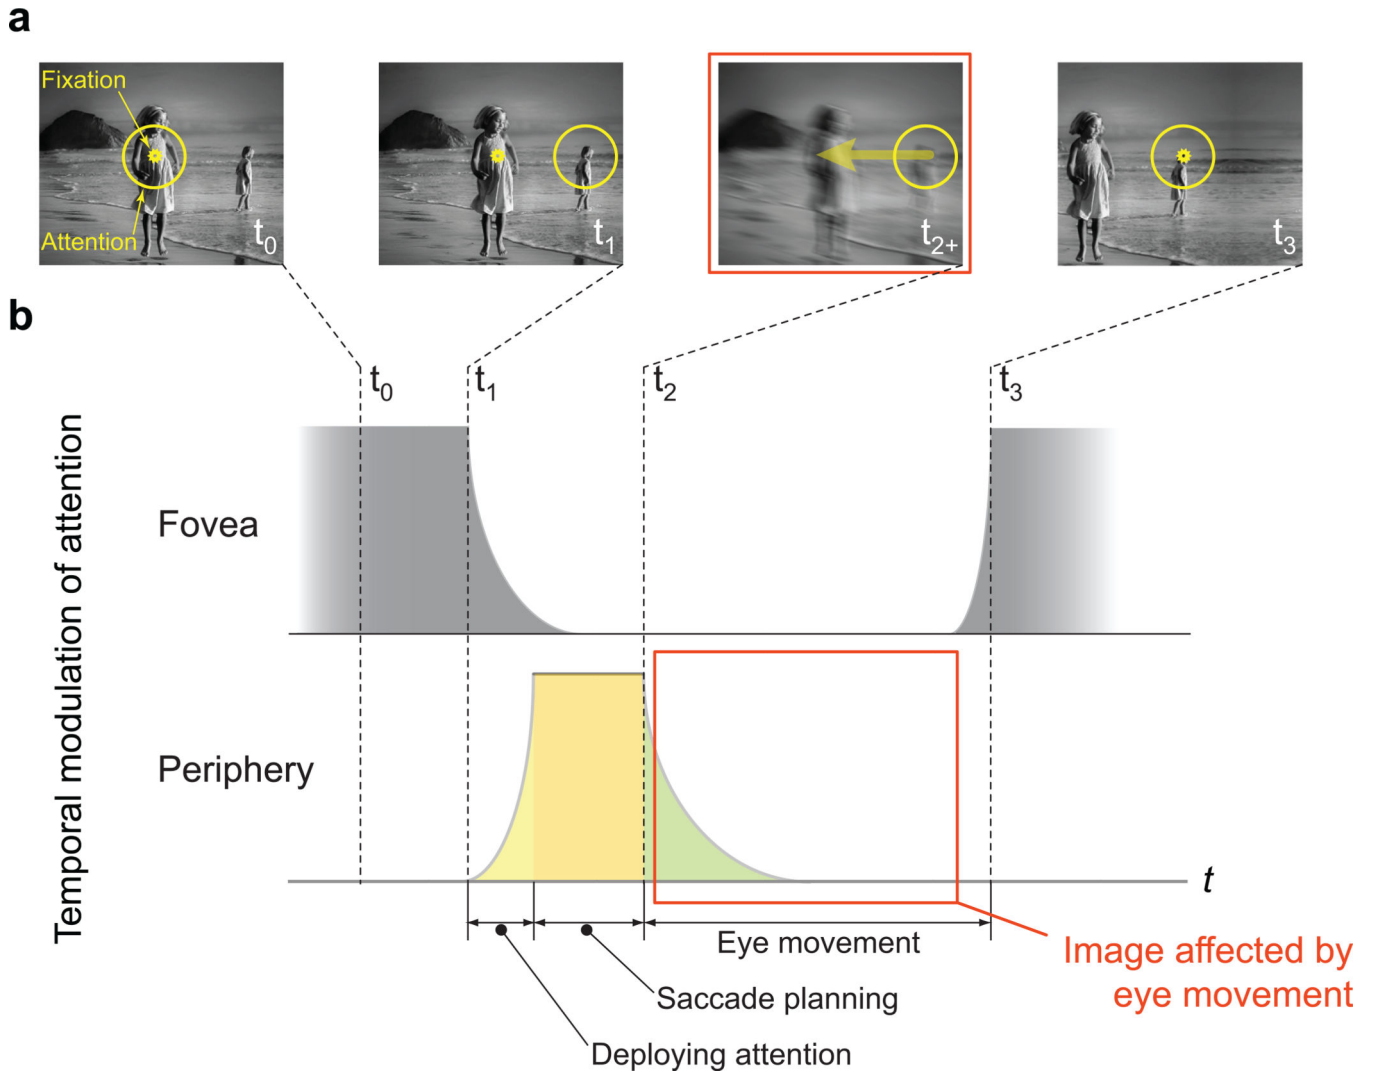 a
Fixation
Attention
t0
t1
t2+
t3
b
t0
t1
t2
t3
Temporal modulation of attention
Fovea
Periphery
t
Eye movement
Saccade planning
Deploying attention
Image affected by
eye movement